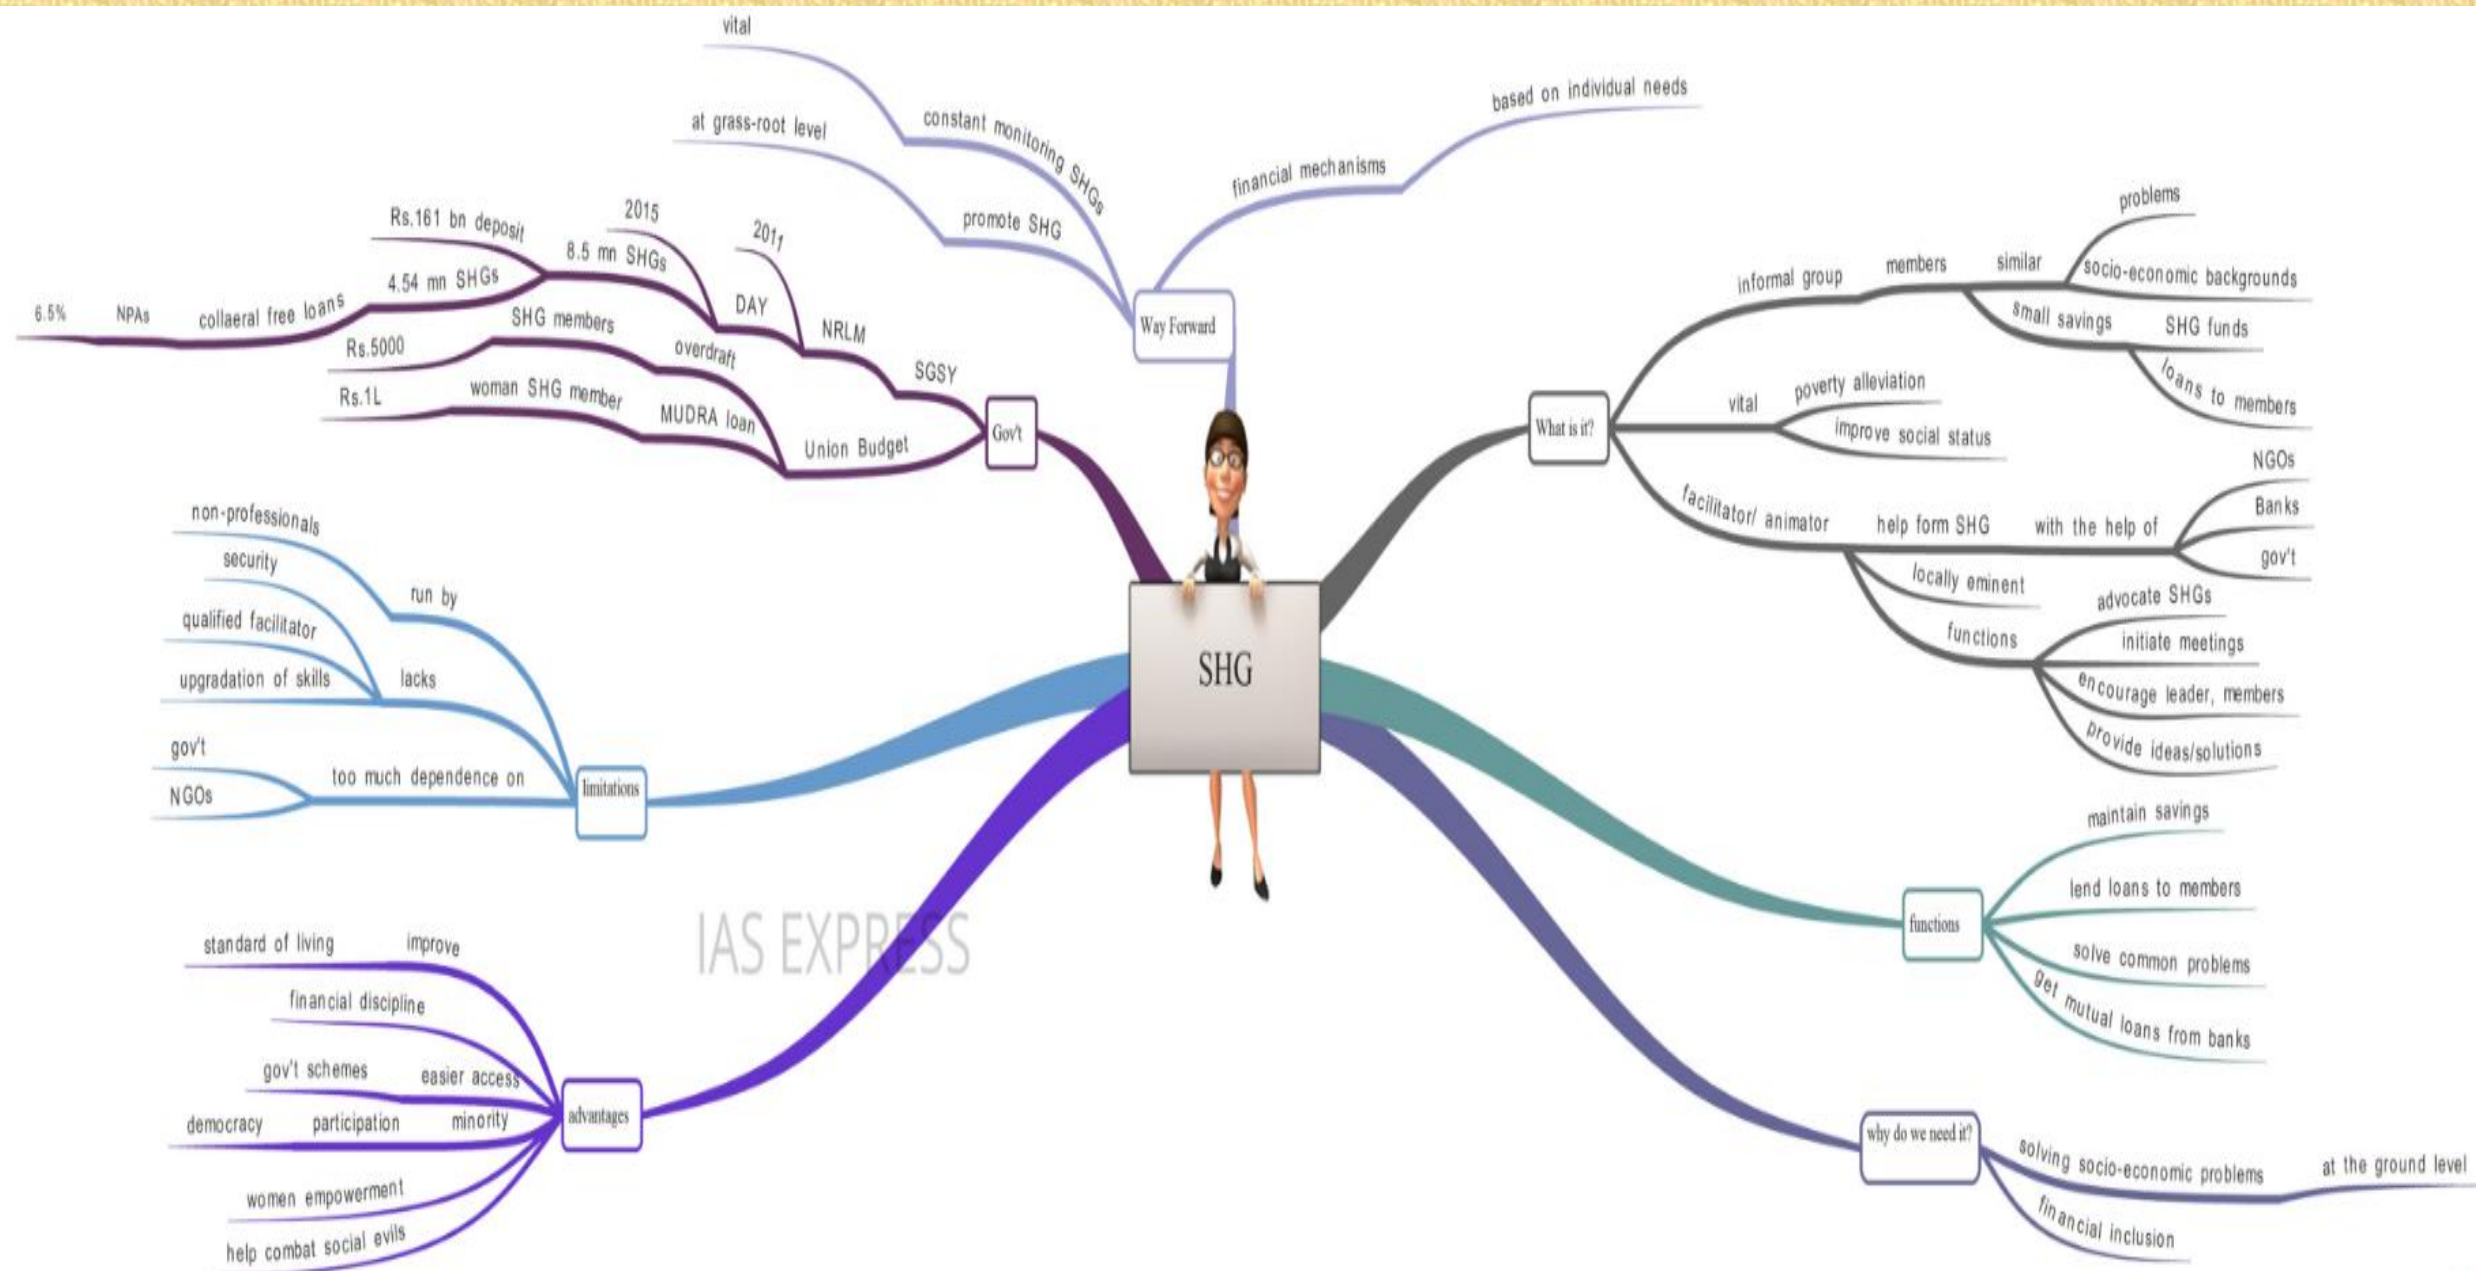 SHG
What is it?
informal group
members
similar
problems
socio-economic backgrounds
small savings
SHG funds
loans to members
vital
poverty alleviation
improve social status
facilitator/ animator
help form SHG
with the help of
NGOs
Banks
gov't
locally eminent
functions
advocate SHGs
initiate meetings
encourage leader, members
provide ideas/solutions
functions
maintain savings
lend loans to members
solve common problems
get mutual loans from banks
why do we need it?
solving socio-economic problems
at the ground level
financial inclusion
advantages
improve
standard of living
financial discipline
easier access
gov't schemes
minority
participation
democracy
women empowerment
help combat social evils
limitations
run by
non-professionals
lacks
security
qualified facilitator
upgradation of skills
too much dependence on
gov't
NGOs
Gov't
SGSY
NRLM
2011
DAY
2015
8.5 mn SHGs
Rs.161 bn deposit
4.54 mn SHGs
collaeral free loans
NPAs
6.5%
Union Budget
overdraft
SHG members
Rs.5000
MUDRA loan
woman SHG member
Rs.1L
Way Forward
constant monitoring SHGs
vital
promote SHG
at grass-root level
financial mechanisms
based on individual needs
IAS EXPRESS